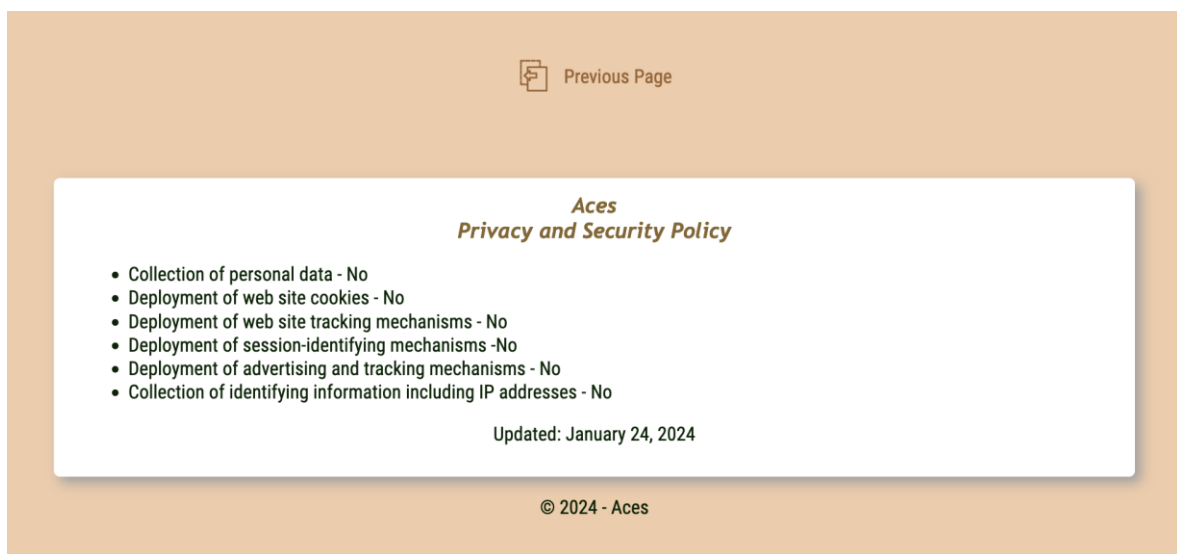 Previous Page
Aces
Privacy and Security Policy
• Collection of personal data - No
• Deployment of web site cookies - No
• Deployment of web site tracking mechanisms - No
• Deployment of session-identifying mechanisms -No
• Deployment of advertising and tracking mechanisms - No
• Collection of identifying information including IP addresses - No
Updated: January 24, 2024
© 2024 - Aces